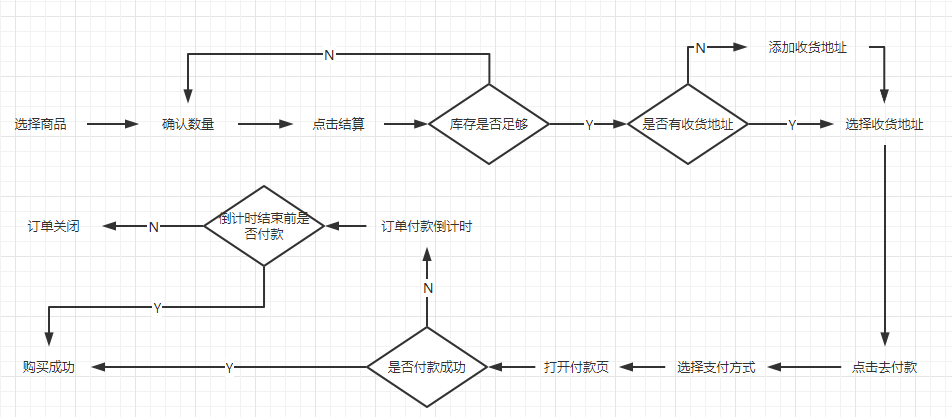 N
N
添加收货地址
选择商品
确认数量
点击结算
库存是否足够
Y
是否有收货地址
Y
选择收货地址
订单关闭
N
倒计时结束前是
否付款
订单付款倒计时
N
Y
购买成功
Y
是否付款成功
打开付款页
选择支付方式
点击去付款